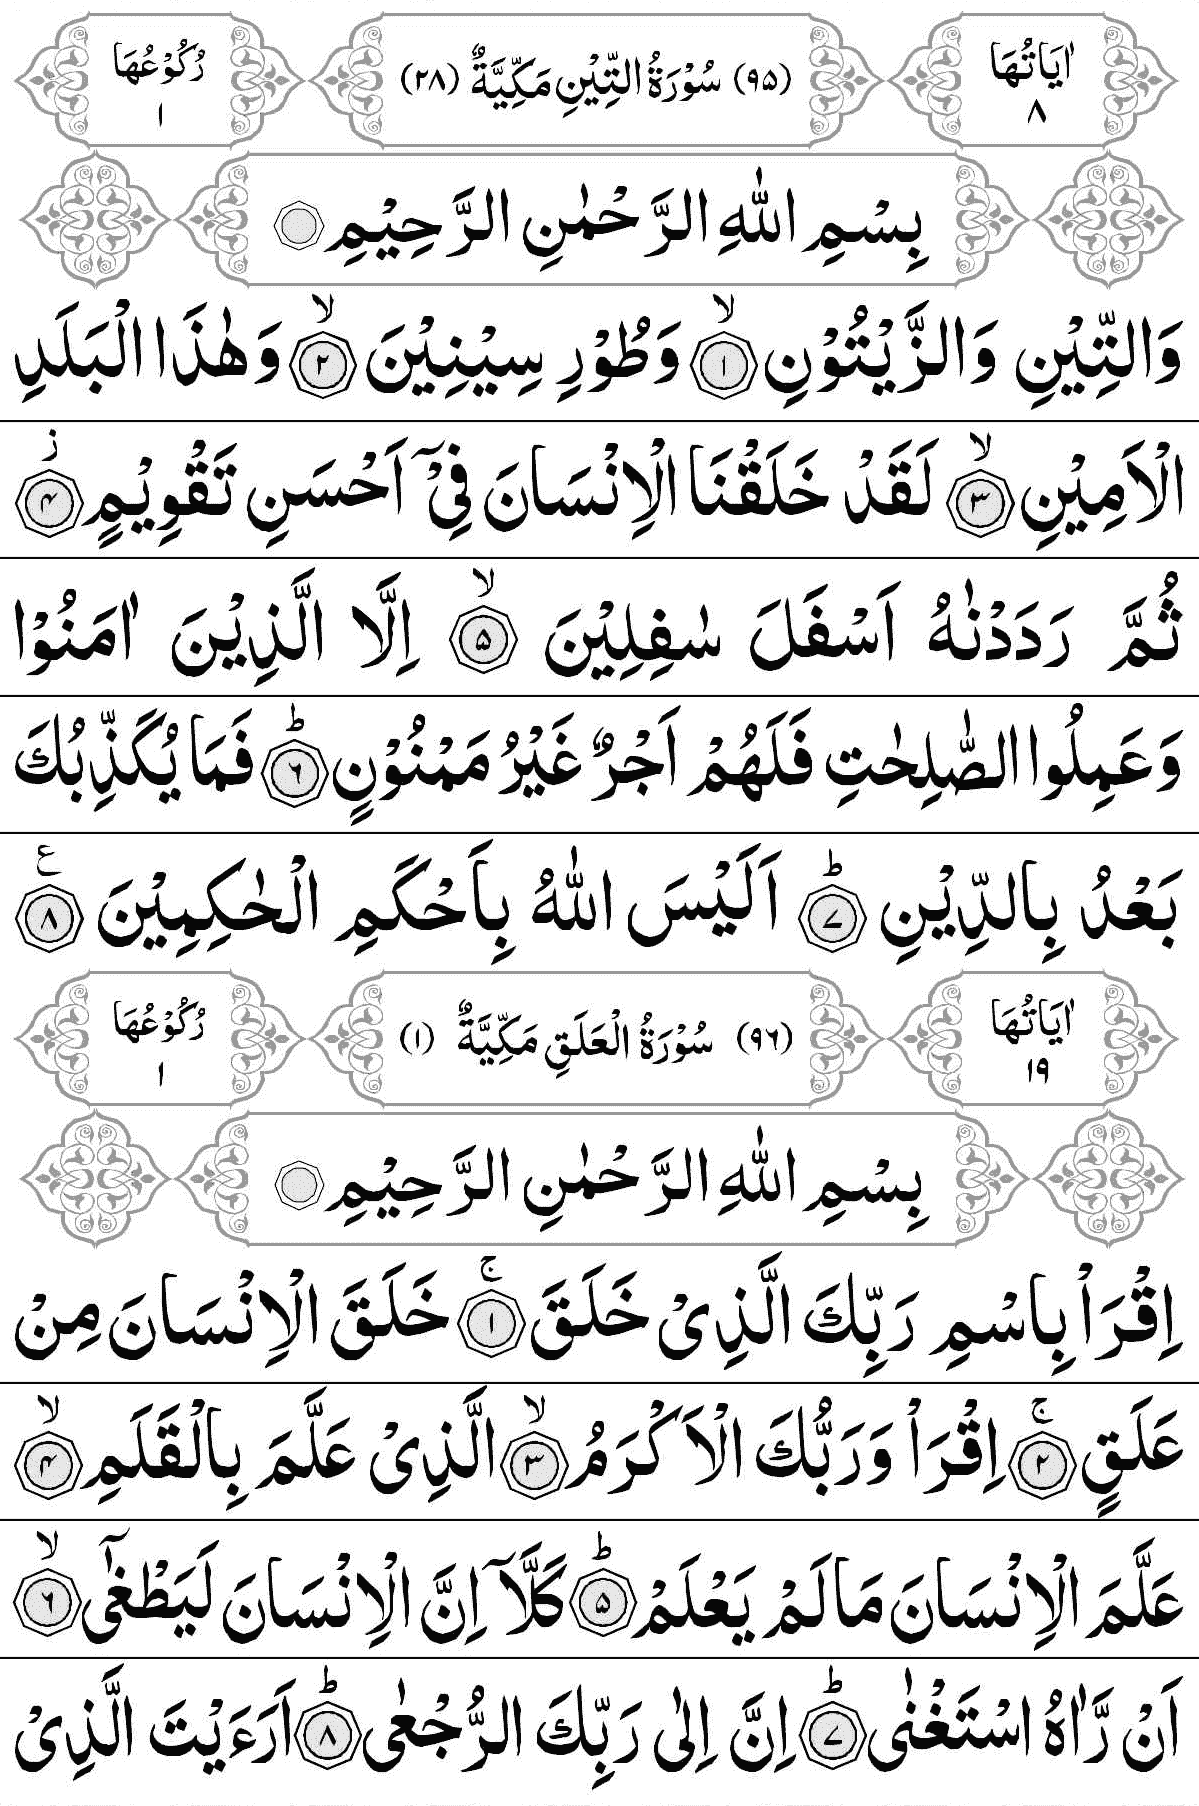 اٰيَاتُهَا ٨
(٩٥) سُوْرَةُ التِّيْنِ مَكِّيَّةٌ (٢٨)
رُكُوْعُهَا ١
بِسْمِ اللّٰهِ الرَّحْمٰنِ الرَّحِيْمِ
وَالتِّيْنِ وَالزَّيْتُوْنِ ۙ‏﴿١﴾ وَطُوْرِ سِيْنِيْنَ ۙ‏﴿٢﴾ وَهٰذَا الْبَلَدِ
الْاَمِيْنِ ۙ‏﴿٣﴾ لَقَدْ خَلَقْنَا الْاِنْسَانَ فِىْۤ اَحْسَنِ تَقْوِيْمٍ ز﴿٤﴾
ثُمَّ رَدَدْنٰهُ اَسْفَلَ سٰفِلِيْنَ ۙ‏﴿٥﴾ اِلَّا الَّذِيْنَ اٰمَنُوْا
وَعَمِلُوا الصّٰلِحٰتِ فَلَهُمْ اَجْرٌ غَيْرُ مَمْنُوْنٍ ؕ‏﴿٦﴾ فَمَا يُكَذِّبُكَ
بَعْدُ بِالدِّيْنِ ؕ‏﴿٧﴾ اَلَيْسَ اللّٰهُ بِاَحْكَمِ الْحٰكِمِيْنَ ع﴿٨﴾
اٰيَاتُهَا ١٩
(٩٦) سُوْرَةُ الْعَلَقِ مَكِّيَّةٌ (١)
رُكُوْعُهَا ١
بِسْمِ اللّٰهِ الرَّحْمٰنِ الرَّحِيْمِ
اِقْرَاْ بِاسْمِ رَبِّكَ الَّذِىْ خَلَقَ ۚ‏﴿١﴾ خَلَقَ الْاِنْسَانَ مِنْ
عَلَقٍ ۚ‏﴿٢﴾ اِقْرَاْ وَرَبُّكَ الْاَكْرَمُ ۙ‏﴿٣﴾ الَّذِىْ عَلَّمَ بِالْقَلَمِ ۙ‏﴿٤﴾
عَلَّمَ الْاِنْسَانَ مَا لَمْ يَعْلَمْ ؕ‏﴿٥﴾ كَلَّاۤ اِنَّ الْاِنْسَانَ لَيَطْغٰٓى ۙ‏﴿٦﴾
اَنْ رَّاٰهُ اسْتَغْنٰى ؕ‏﴿٧﴾ اِنَّ اِلٰى رَبِّكَ الرُّجْعٰى ؕ‏﴿٨﴾ اَرَءَيْتَ الَّذِىْ